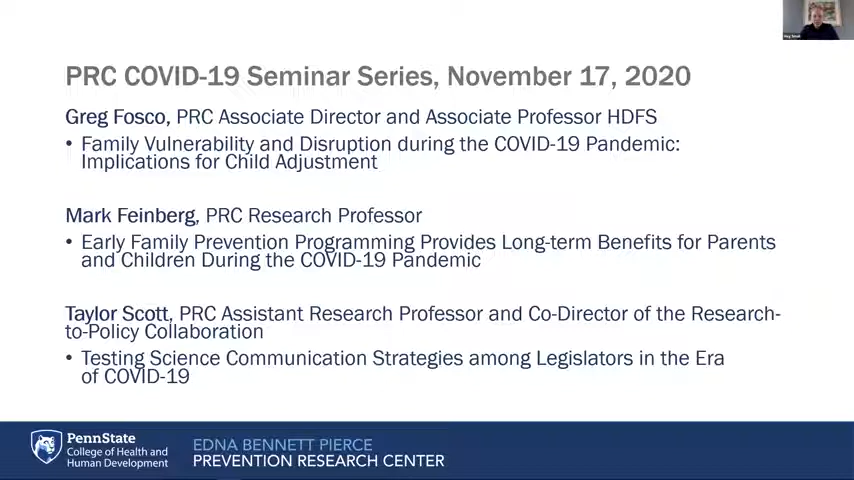 PRC COVID-19 Seminar Series, November 17, 2020
Greg Fosco, PRC Associate Director and Associate Professor HDFS
• Family Vulnerability and Disruption during the COVID-19 Pandemic:
Implications for Child Adjustment
Mark Feinberg, PRC Research Professor
• Early Family Prevention Programming Provides Long-term Benefits for Parents
and Children During the COVID-19 Pandemic
Taylor Scott, PRC Assistant Research Professor and Co-Director of the Research-
to-Policy Collaboration
• Testing Science Communication Strategies among Legislators in the Era
of COVID-19
PennState
College of Health and
Human Development
EDNA BENNETT PIERCE
PREVENTION RESEARCH CENTER